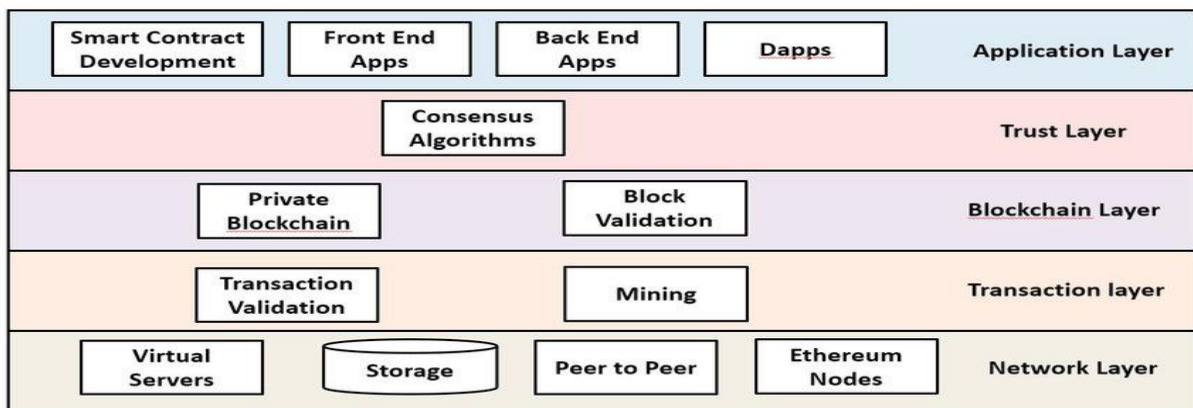 Smart Contract
Development
Front End
Apps
Back End
Apps
Dapps
Application Layer
Consensus
Algorithms
Trust Layer
Private
Blockchain
Block
Validation
Blockchain Layer
Transaction
Validation
Mining
Transaction layer
Virtual
Servers
Storage
Peer to Peer
Ethereum
Nodes
Network Layer